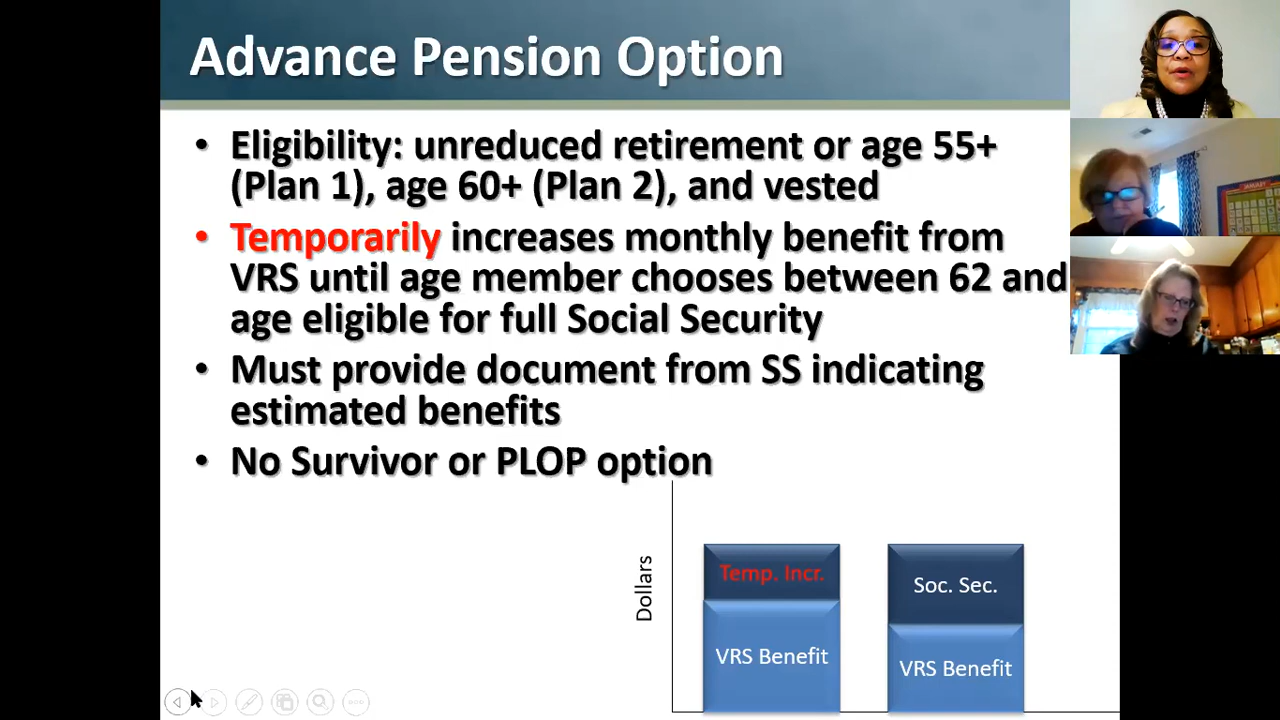 Advance Pension Option
• Eligibility: unreduced retirement or age 55+
(Plan 1), age 60+ (Plan 2), and vested
• Temporarily increases monthly benefit from
VRS until age member chooses between 62 and
age eligible for full Social Security
• Must provide document from SS indicating
estimated benefits
• No Survivor or PLOP option
Dollars
Temp. Incr.
VRS Benefit
Soc. Sec.
VRS Benefit